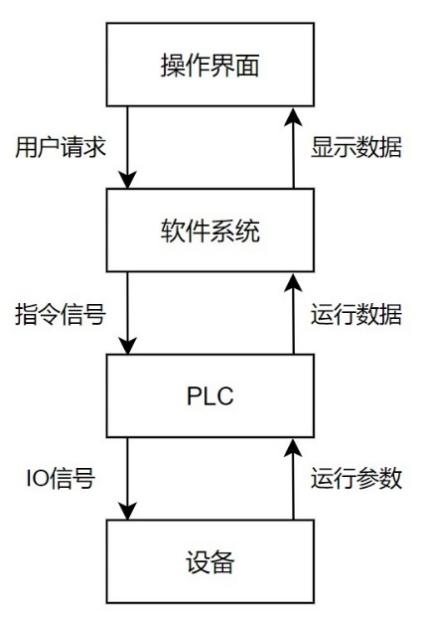 操作界面
用户请求
显示数据
软件系统
指令信号
运行数据
PLC
IO信号
运行参数
设备